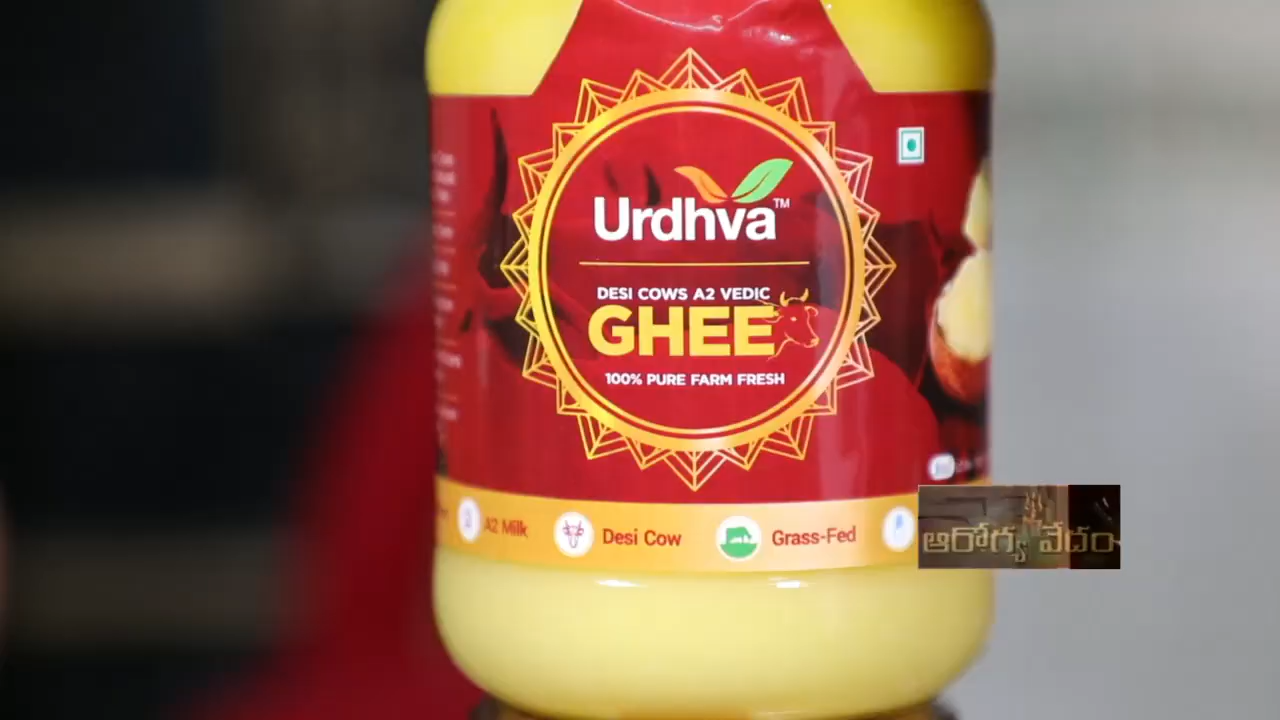 Urdhva™
DESI COWS A2 VEDIC
GHEE
100% PURE FARM FRESH
A2 Milk
Desi Cow
Grass-Fed
ఆరోగ్య వేదం